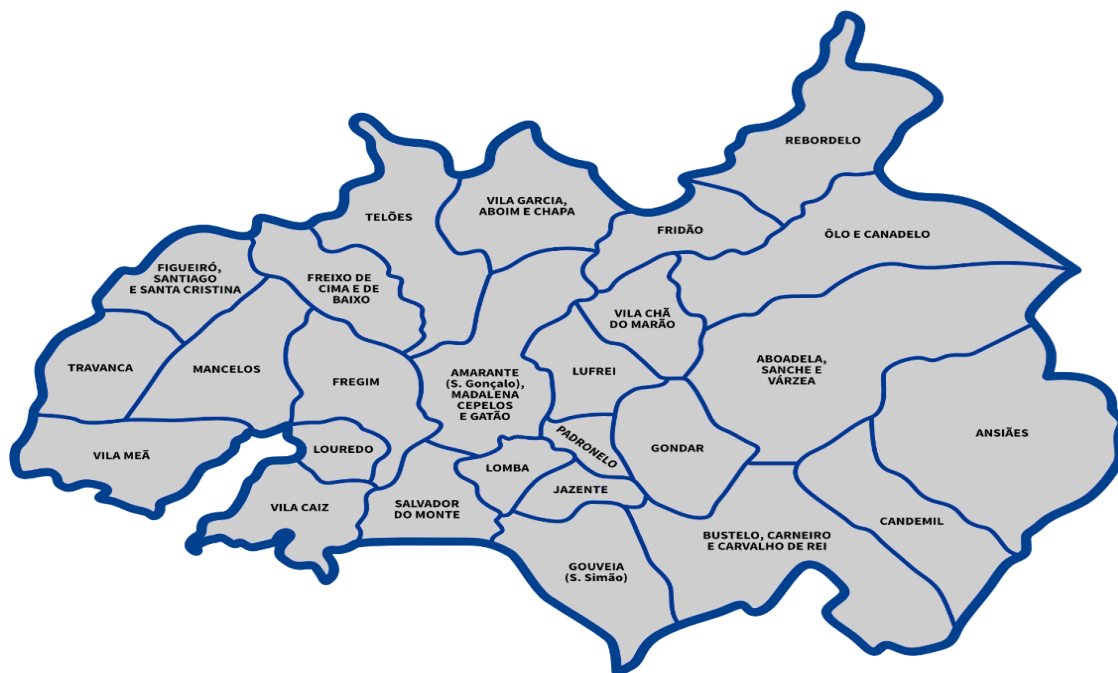 REBORDELO
VILA GARCIA,
ABOIM E CHAPA
TELÕES
FRIDÃO
ÔLO E CANADELO
FIGUEIRÓ,
SANTIAGO
E SANTA CRISTINA
FREIXO DE
CIMA E DE
BAIXO
VILA CHÃ
DO MARÃO
TRAVANCA
MANCELOS
FREGIM
AMARANTE
(S. Gonçalo),
MADALENA
CEPELOS
E GATÃO
LUFREI
ABOADELA,
SANCHE E
VÁRZEA
ANSIÃES
VILA MEÃ
LOUREDO
PADRONELO
GONDAR
LOMBA
JAZENTE
VILA CAIZ
SALVADOR
DO MONTE
CANDEMIL
BUSTELO, CARNEIRO
E CARVALHO DE REI
GOUVEIA
(S. Simão)